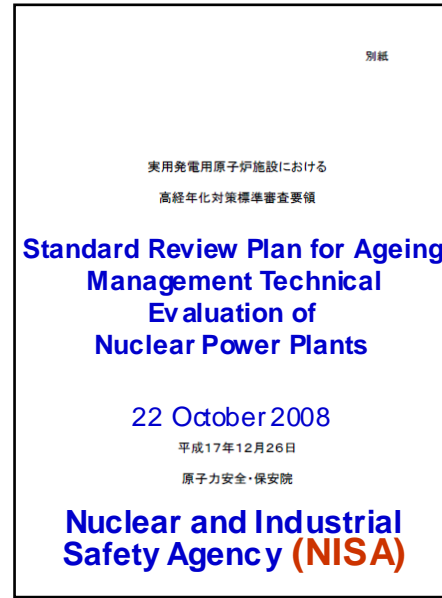 別紙
実用発電用原子炉施設における
高経年化対策標準審査要領
Standard Review Plan for Ageing
Management Technical
Evaluation of
Nuclear Power Plants
22 October 2008
平成17年12月26日
原子力安全・保安院
Nuclear and Industrial
Safety Agency (NISA)